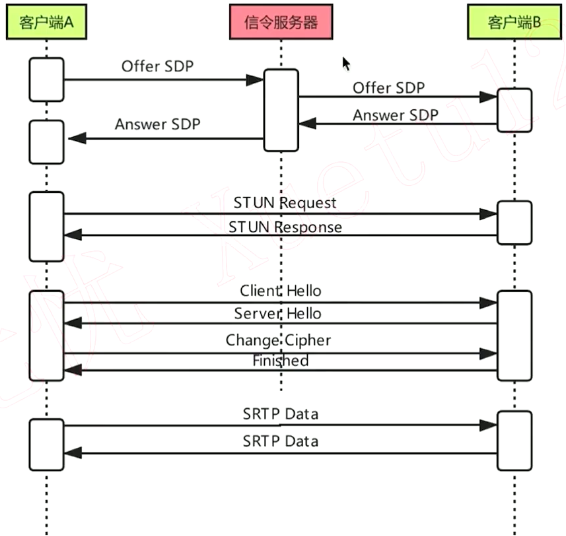 客户端A
信令服务器
客户端B
Offer SDP
Offer SDP
Answer SDP
Answer SDP
STUN Request
STUN Response
Client Hello
Server Hello
Change Cipher
Finished
SRTP Data
SRTP Data